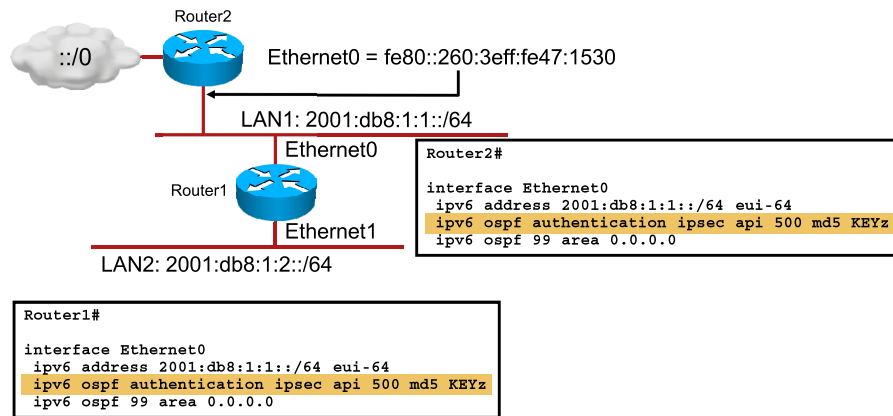 Router2
::/0
Ethernet0 = fe80::260:3eff:fe47:1530
LAN1: 2001:db8:1:1::/64
Ethernet0
Router1
Ethernet1
LAN2: 2001:db8:1:2::/64
Router2#
interface Ethernet0
ipv6 address 2001:db8:1:1::/64 eui-64
ipv6 ospf authentication ipsec api 500 md5 KEYz
ipv6 ospf 99 area 0.0.0.0
Router1#
interface Ethernet0
ipv6 address 2001:db8:1:1::/64 eui-64
ipv6 ospf authentication ipsec api 500 md5 KEYz
ipv6 ospf 99 area 0.0.0.0